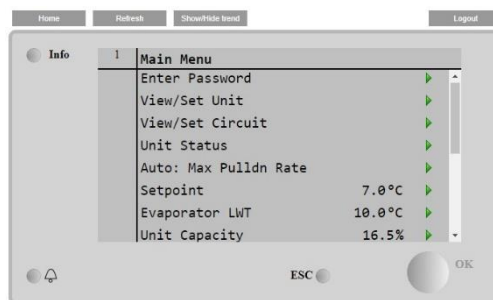 Home Refresh Show/Hide trend Logout
Info 1 Main Menu
Enter Password
View/Set Unit
View/Set Circuit
Unit Status
Auto: Max Pulldn Rate
Setpoint 7.0°C
Evaporator LWT 10.0°C
Unit Capacity 16.5%
ESC OK